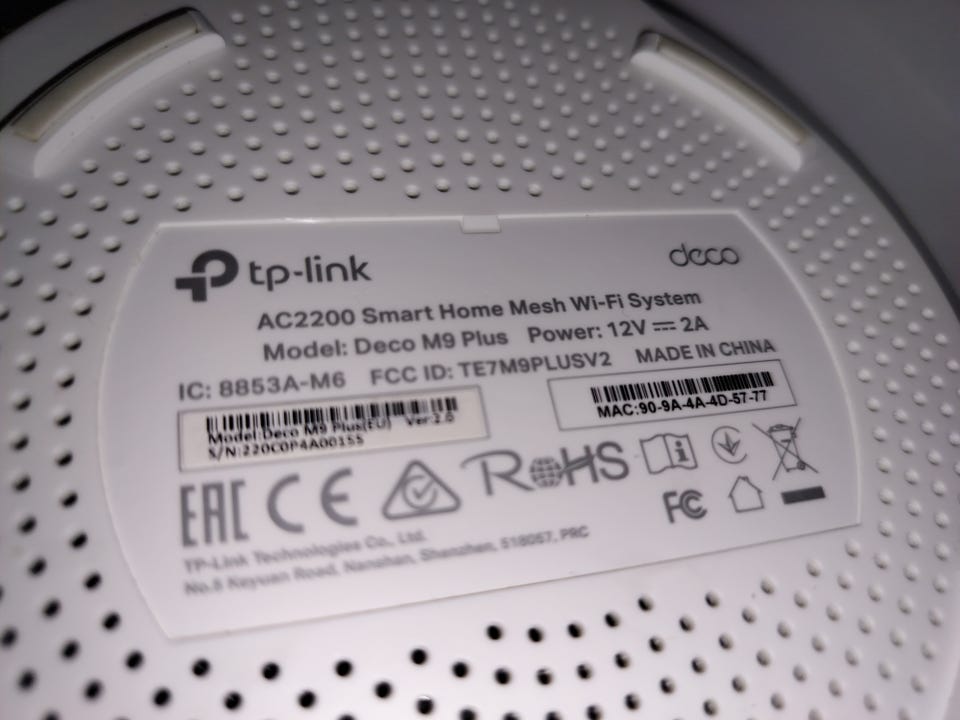 tp-link
deco
AC2200 Smart Home Mesh Wi-Fi System
Model: Deco M9 Plus Power: 12V ⎓ 2A
IC: 8853A-M6 FCC ID: TE7M9PLUSV2 MADE IN CHINA
Model:Deco M9 Plus(EU) Ver:2.0
S/N:220C0P4A00155
MAC:90-9A-4A-4D-57-77
EAC CE RoHS
FC
TP-Link Technologies Co., Ltd.
No.5 Keyuan Road, Nanshan, Shenzhen, 518057, PRC